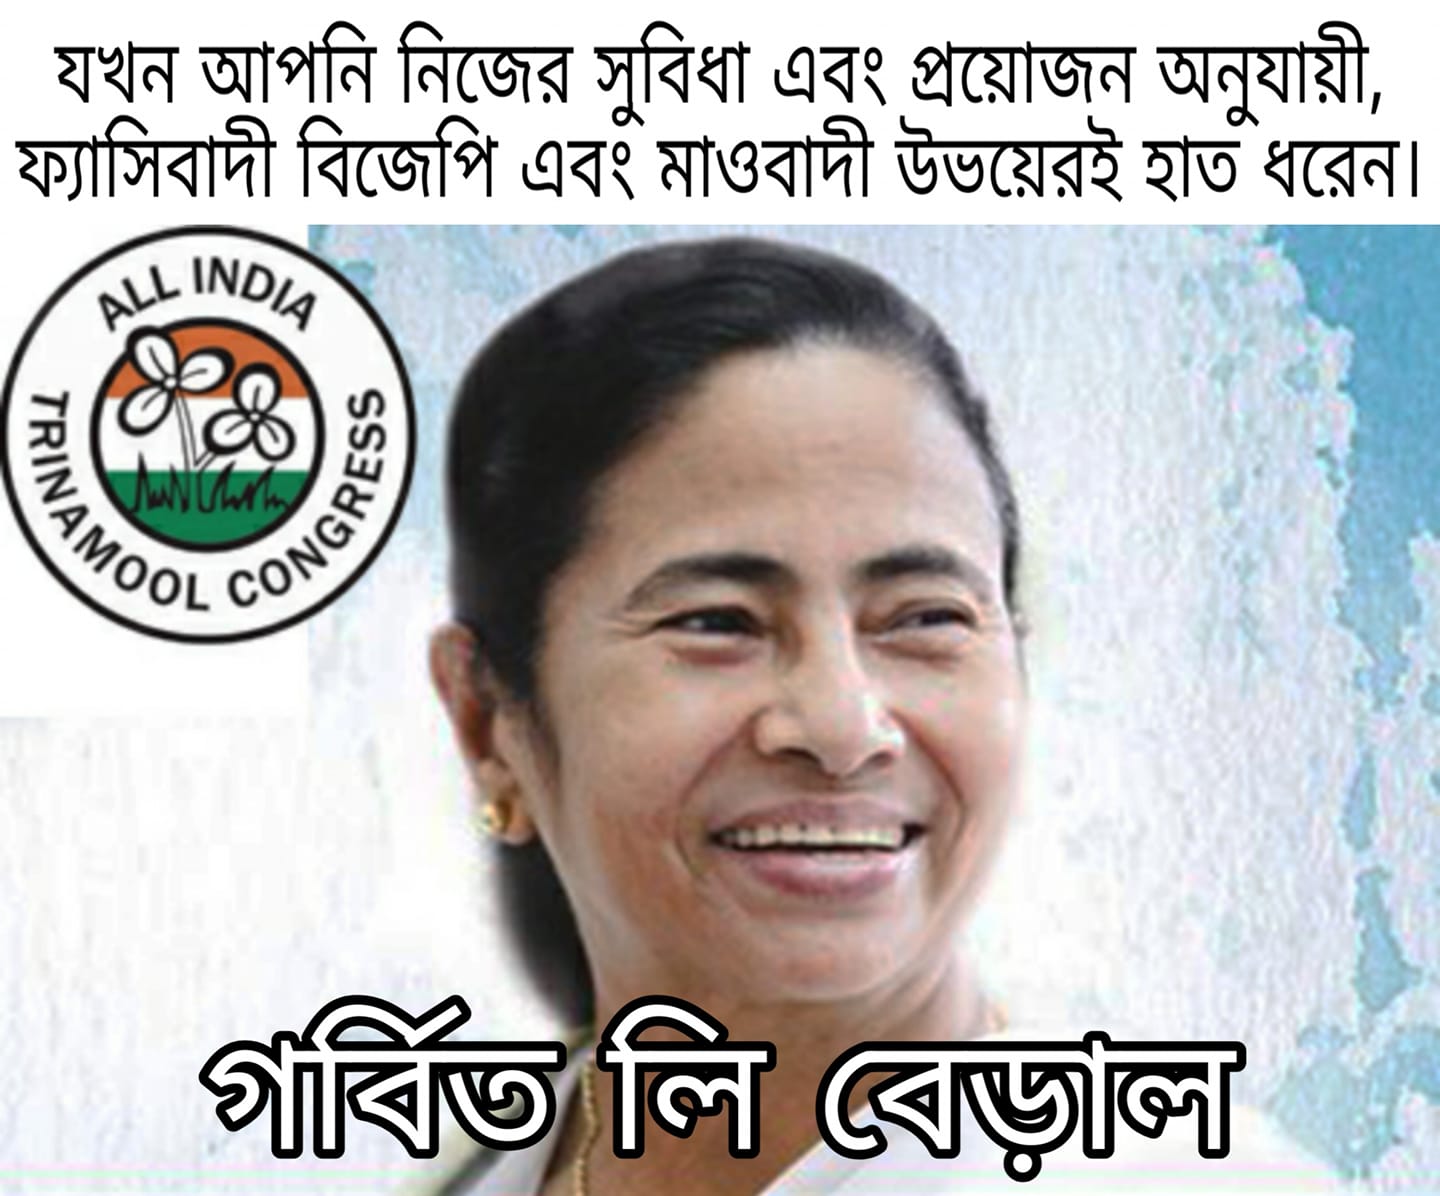 যখন আপনি নিজের সুবিধা এবং প্রয়োজন অনুযায়ী,
ফ্যাসিবাদী বিজেপি এবং মাওবাদী উভয়েরই হাত ধরেন।
ALL INDIA
TRINAMOOL CONGRESS
গর্বিত লি বেড়াল